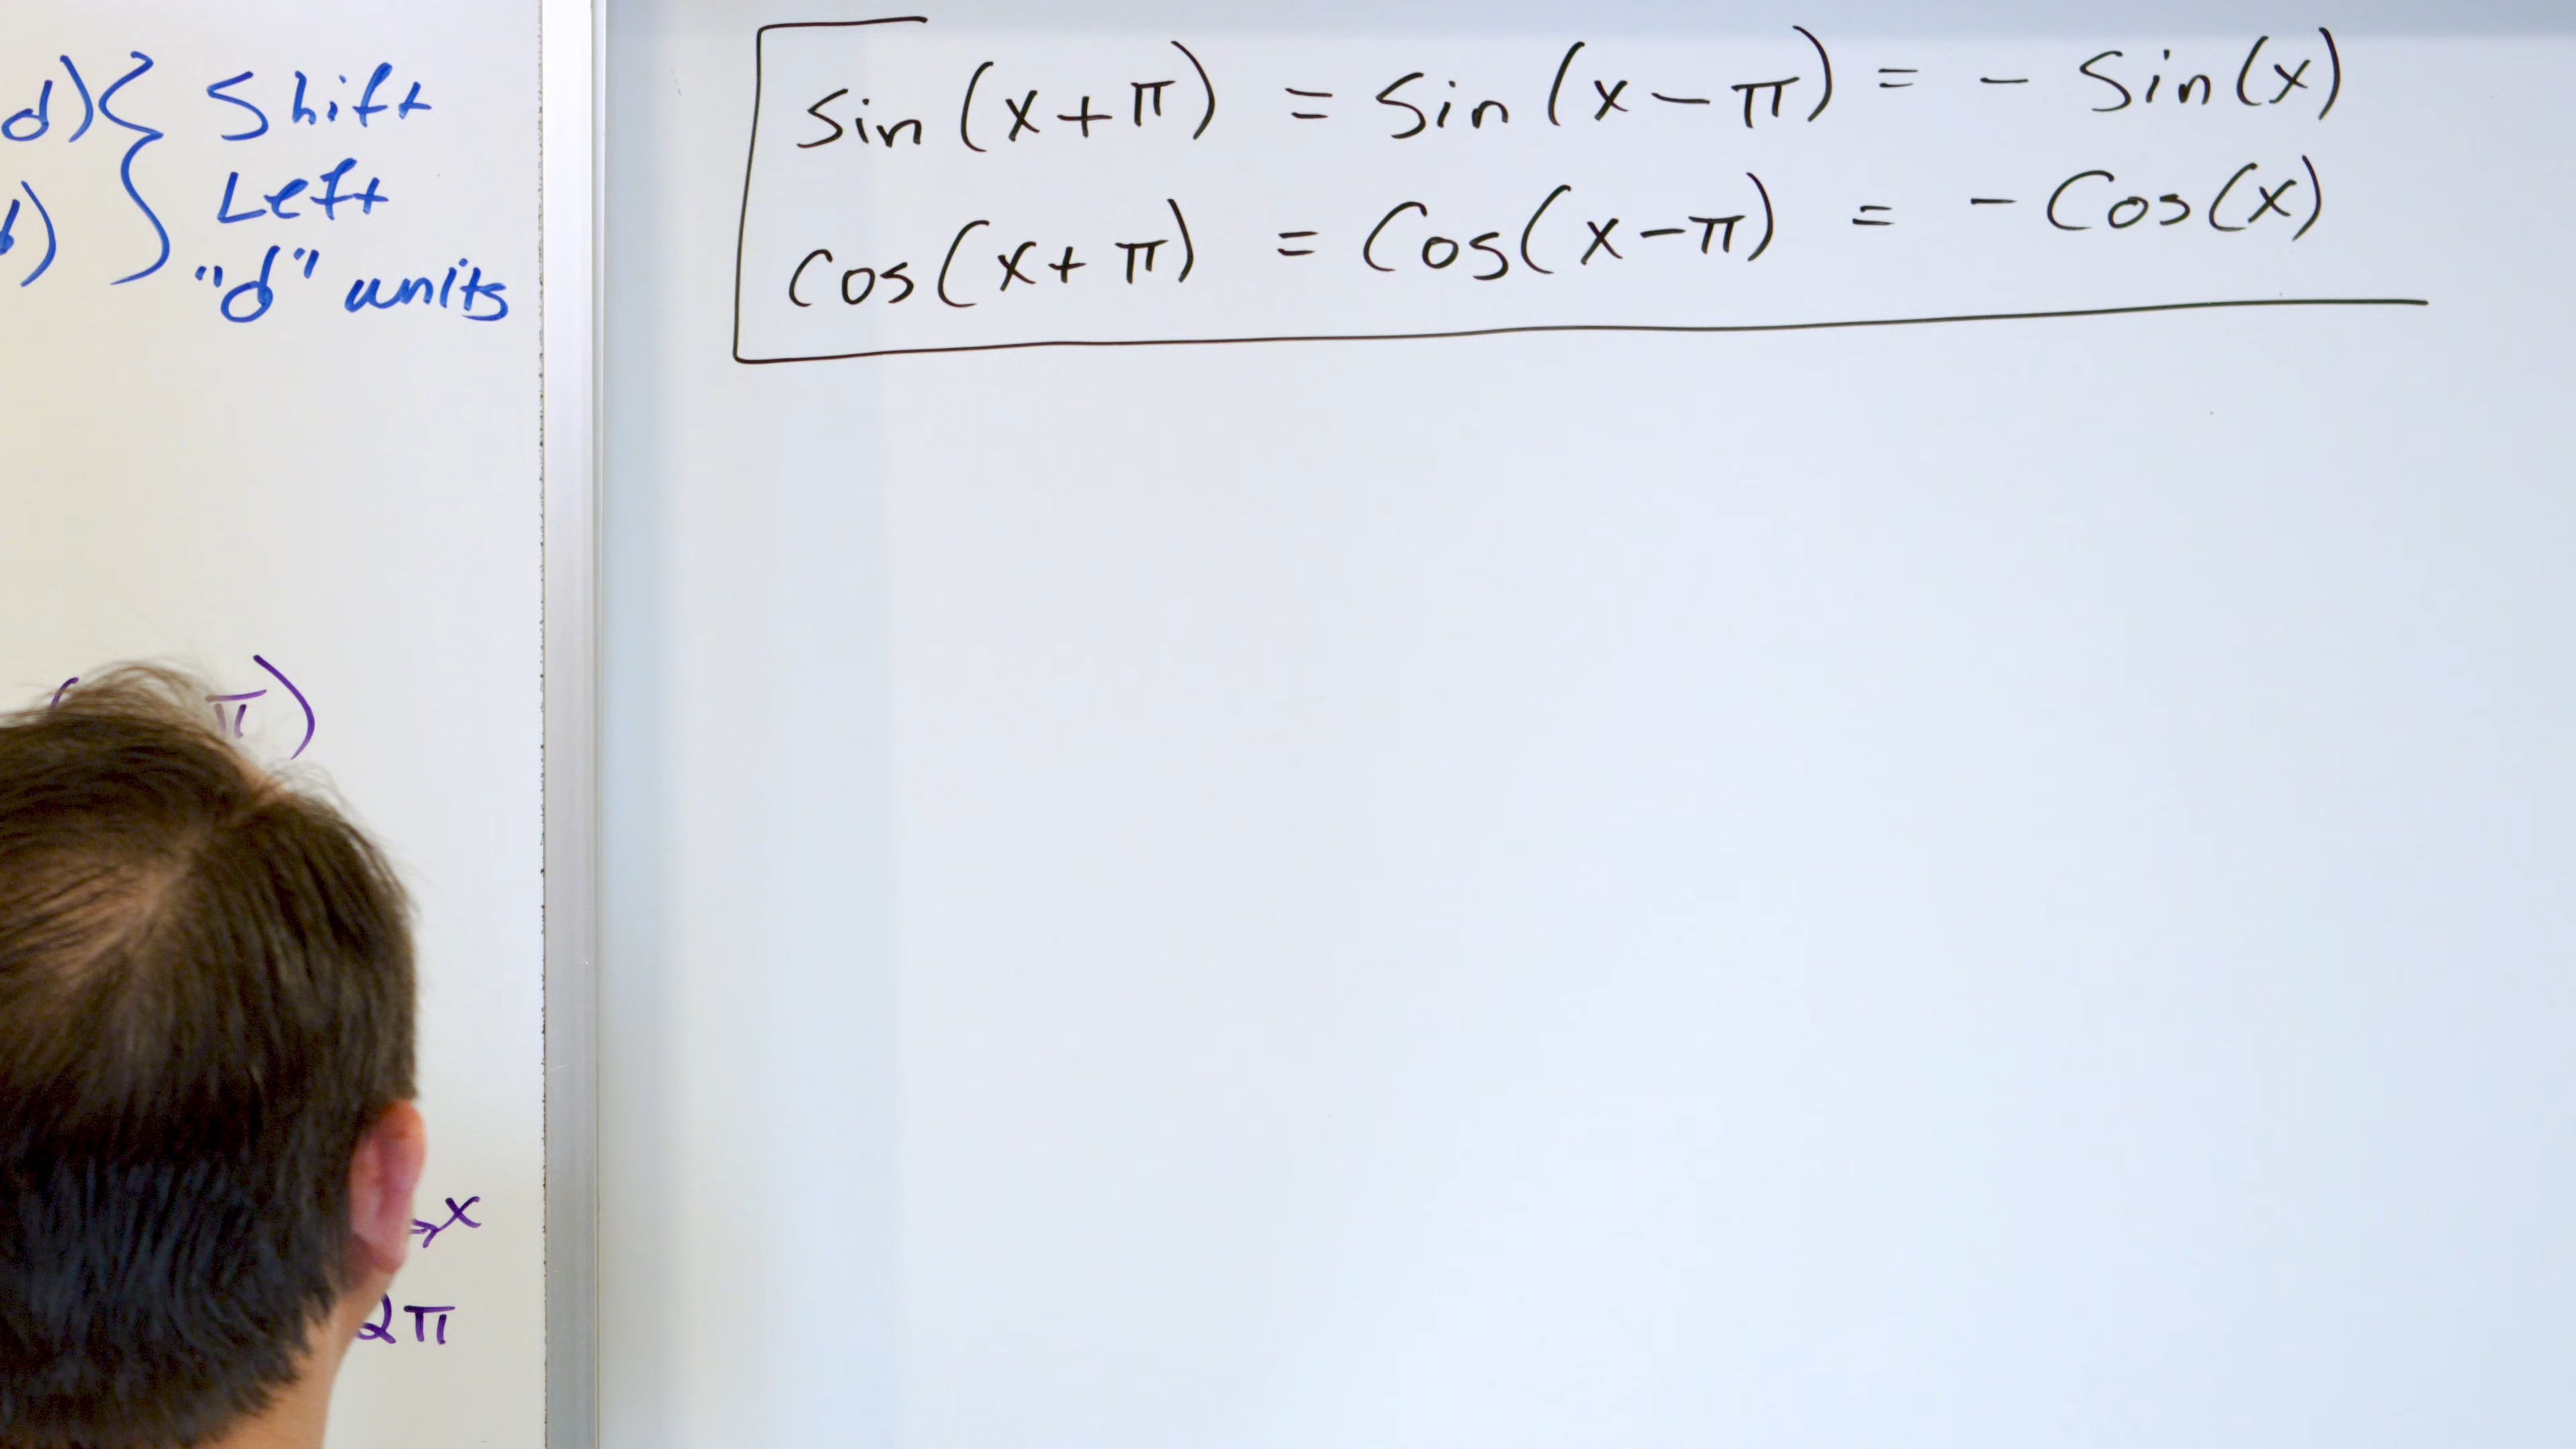 d) } Shift
Left
"d" units
π)
x
2π
Sin (x+π) = Sin (x-π) = - Sin(x)
Cos(x+π) = Cos(x-π) = - Cos(x)